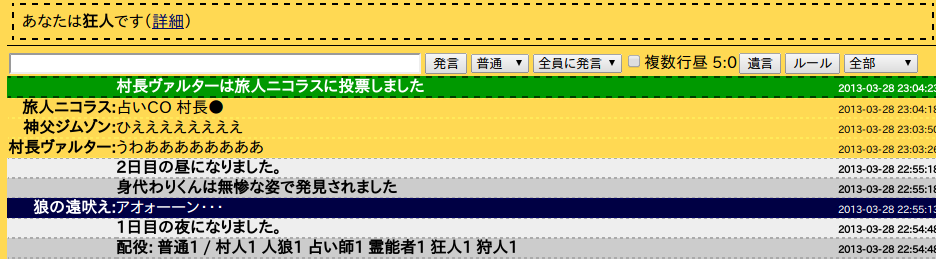 あなたは狂人です(詳細)
発言 普通 全員に発言 複数行昼 5:0 遺言 ルール 全部
村長ヴァルターは旅人ニコラスに投票しました 2013-03-28 23:04:23
旅人ニコラス:占いCO 村長● 2013-03-28 23:04:18
神父ジムゾン:ひえええええええええ 2013-03-28 23:03:50
村長ヴァルター:うわああああああああ 2013-03-28 23:03:26
2日目の昼になりました。 2013-03-28 22:55:18
身代わりくんは無惨な姿で発見されました 2013-03-28 22:55:18
狼の遠吠え:アオォーーン・・・ 2013-03-28 22:55:13
1日目の夜になりました。 2013-03-28 22:54:48
配役: 普通1 / 村人1 人狼1 占い師1 霊能者1 狂人1 狩人1 2013-03-28 22:54:48